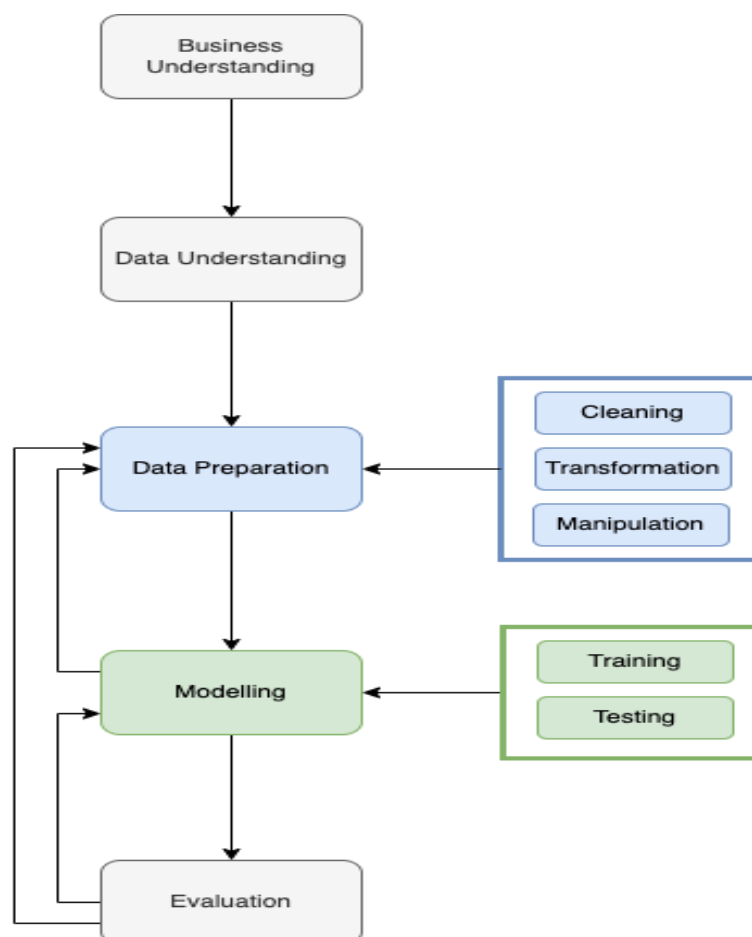 Business
Understanding
Data Understanding
Data Preparation
Cleaning
Transformation
Manipulation
Modelling
Training
Testing
Evaluation